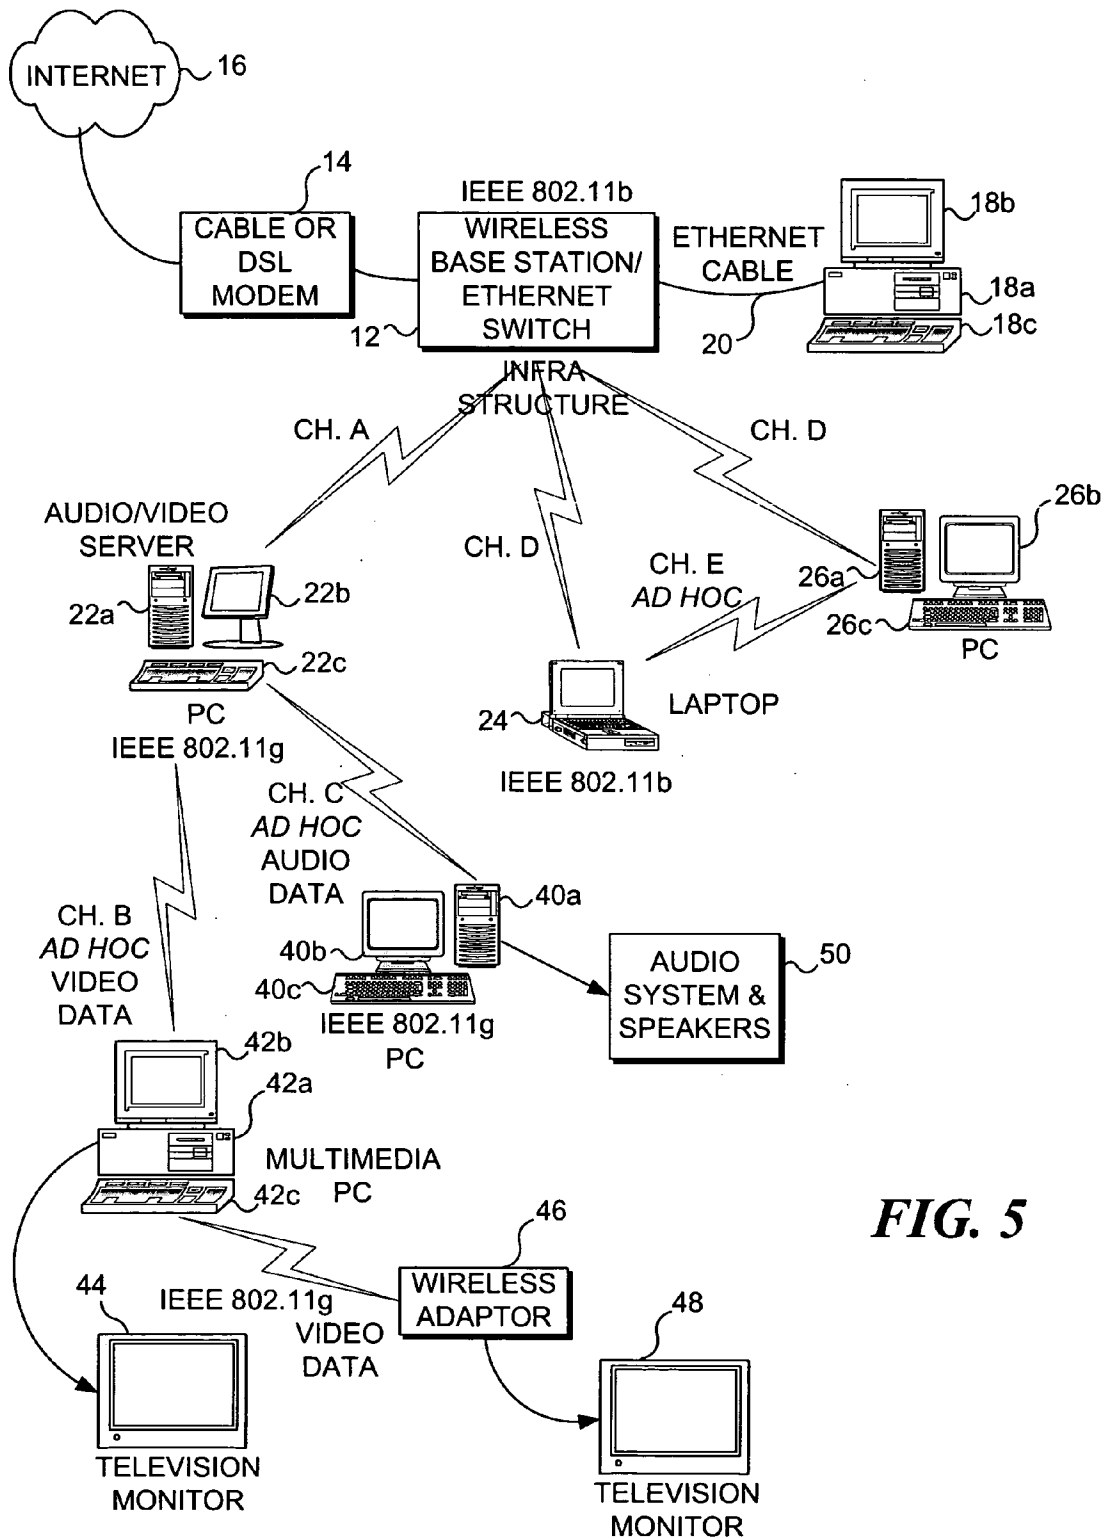 INTERNET
16
14
CABLE OR
DSL
MODEM
IEEE 802.11b
WIRELESS
BASE STATION/
ETHERNET
SWITCH
12
ETHERNET
CABLE
20
18b
18a
18c
INFRA
STRUCTURE
CH. A
CH. D
CH. D
AUDIO/VIDEO
SERVER
22a
22b
22c
PC
IEEE 802.11g
CH. E
AD HOC
26b
26a
26c
PC
24
LAPTOP
IEEE 802.11b
CH. C
AD HOC
AUDIO
DATA
40a
40b
40c
IEEE 802.11g
PC
AUDIO
SYSTEM &
SPEAKERS
50
CH. B
AD HOC
VIDEO
DATA
42b
42a
42c
MULTIMEDIA
PC
FIG. 5
46
WIRELESS
ADAPTOR
IEEE 802.11g
VIDEO
DATA
44
48
TELEVISION
MONITOR
TELEVISION
MONITOR